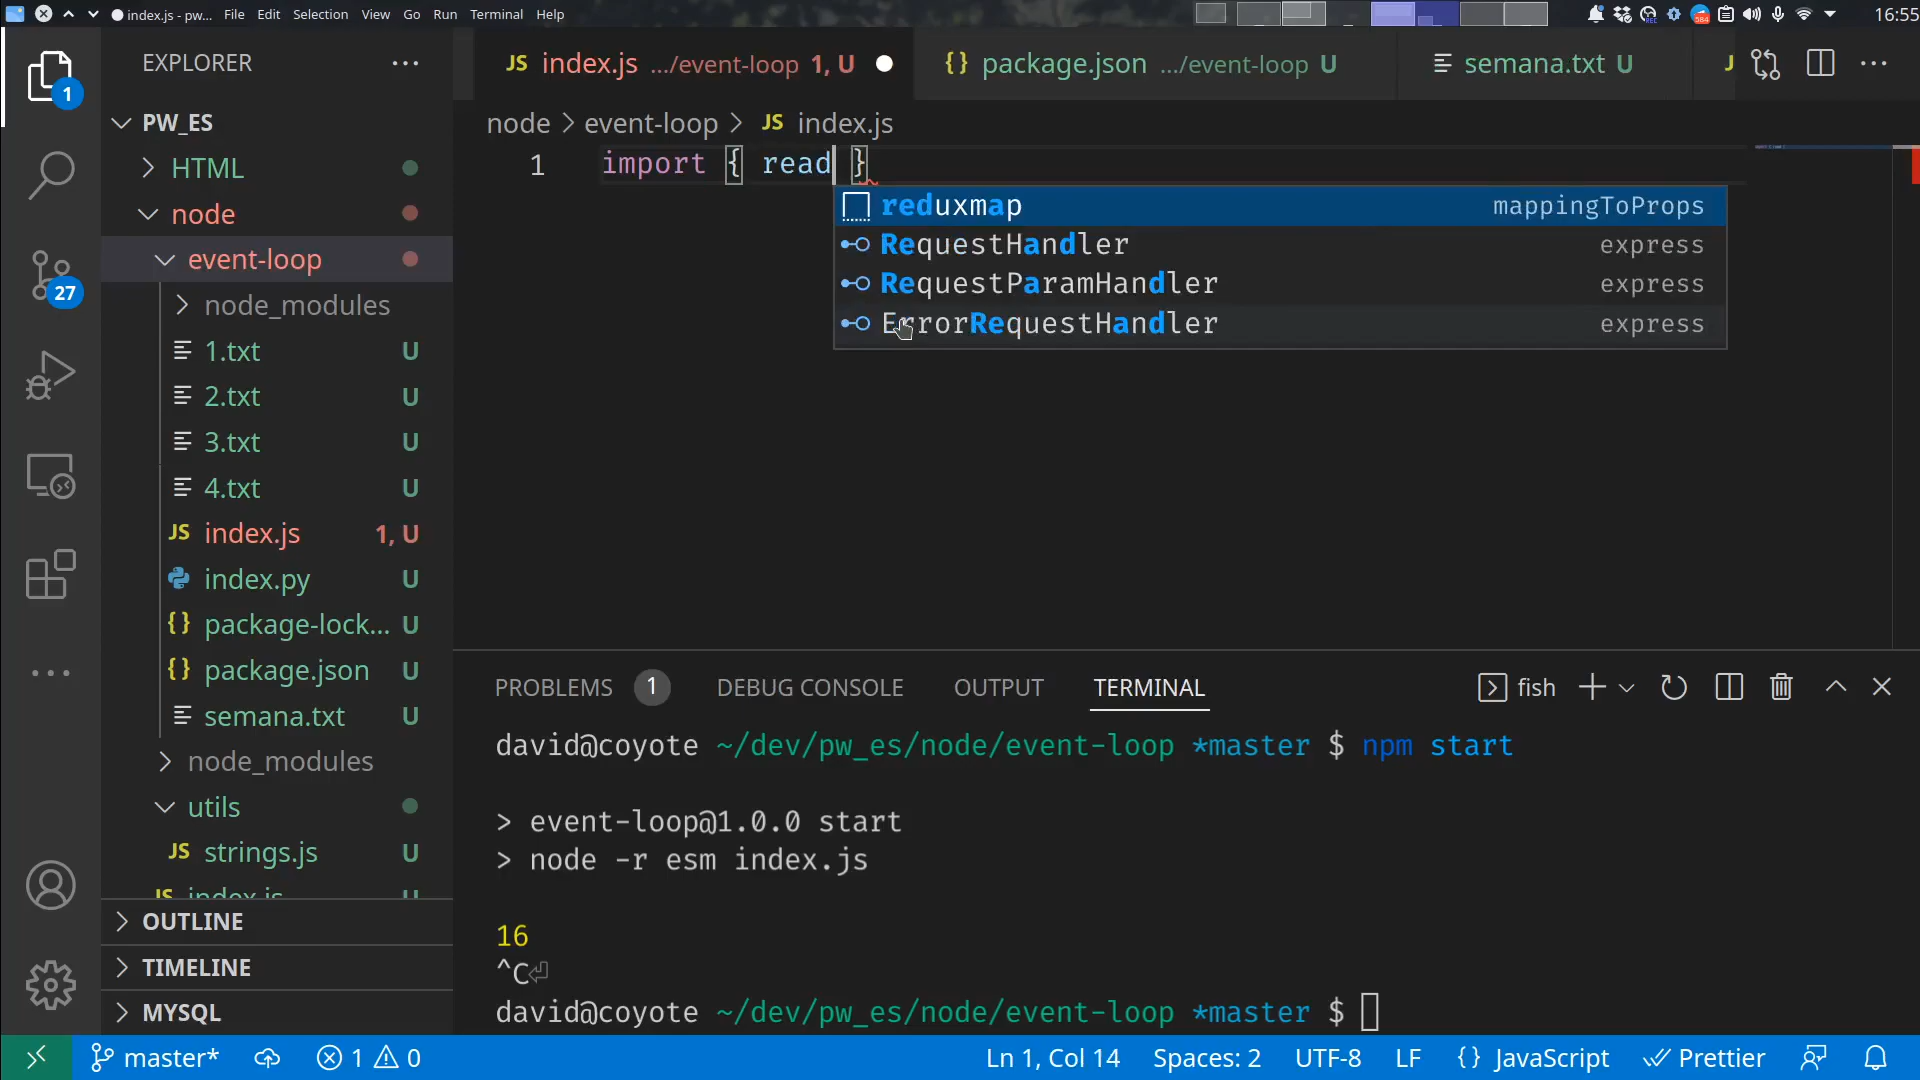 index.js - pw... File Edit Selection View Go Run Terminal Help 16:55
EXPLORER
PW_ES
HTML
node
event-loop
node_modules
1.txt U
2.txt U
3.txt U
4.txt U
index.js 1, U
index.py U
package-lock... U
package.json U
semana.txt U
node_modules
utils
strings.js U
index.js U
OUTLINE
TIMELINE
MYSQL
1
27
JS index.js .../event-loop 1, U
{} package.json .../event-loop U
semana.txt U
node > event-loop > JS index.js
1 import { read }
reduxmap mappingToProps
RequestHandler express
RequestParamHandler express
ErrorRequestHandler express
PROBLEMS 1 DEBUG CONSOLE OUTPUT TERMINAL fish
david@coyote ~/dev/pw_es/node/event-loop *master $ npm start
> event-loop@1.0.0 start
> node -r esm index.js
16
^C⏎
david@coyote ~/dev/pw_es/node/event-loop *master $
master* 1 0 Ln 1, Col 14 Spaces: 2 UTF-8 LF {} JavaScript Prettier